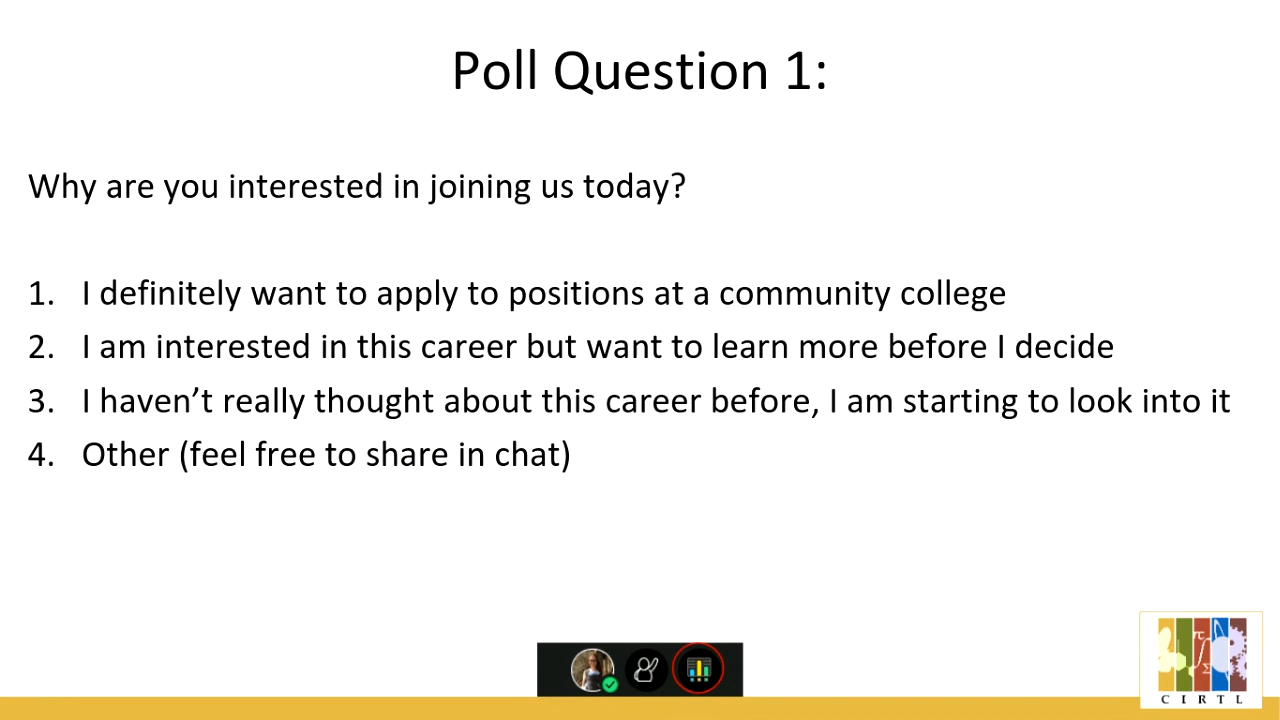 Poll Question 1:
Why are you interested in joining us today?
1. I definitely want to apply to positions at a community college
2. I am interested in this career but want to learn more before I decide
3. I haven’t really thought about this career before, I am starting to look into it
4. Other (feel free to share in chat)
π
Σ
C I R T L